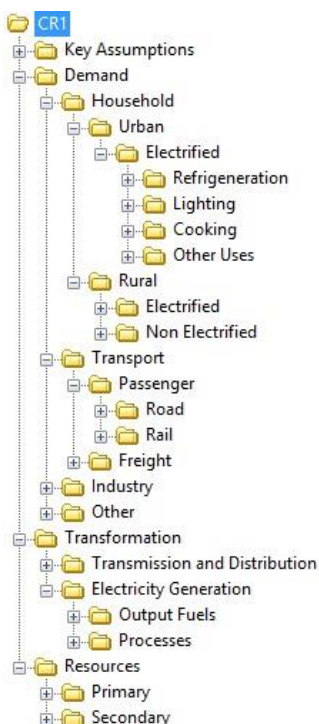 CR1
Key Assumptions
Demand
Household
Urban
Electrified
Refrigeneration
Lighting
Cooking
Other Uses
Rural
Electrified
Non Electrified
Transport
Passenger
Road
Rail
Freight
Industry
Other
Transformation
Transmission and Distribution
Electricity Generation
Output Fuels
Processes
Resources
Primary
Secondary